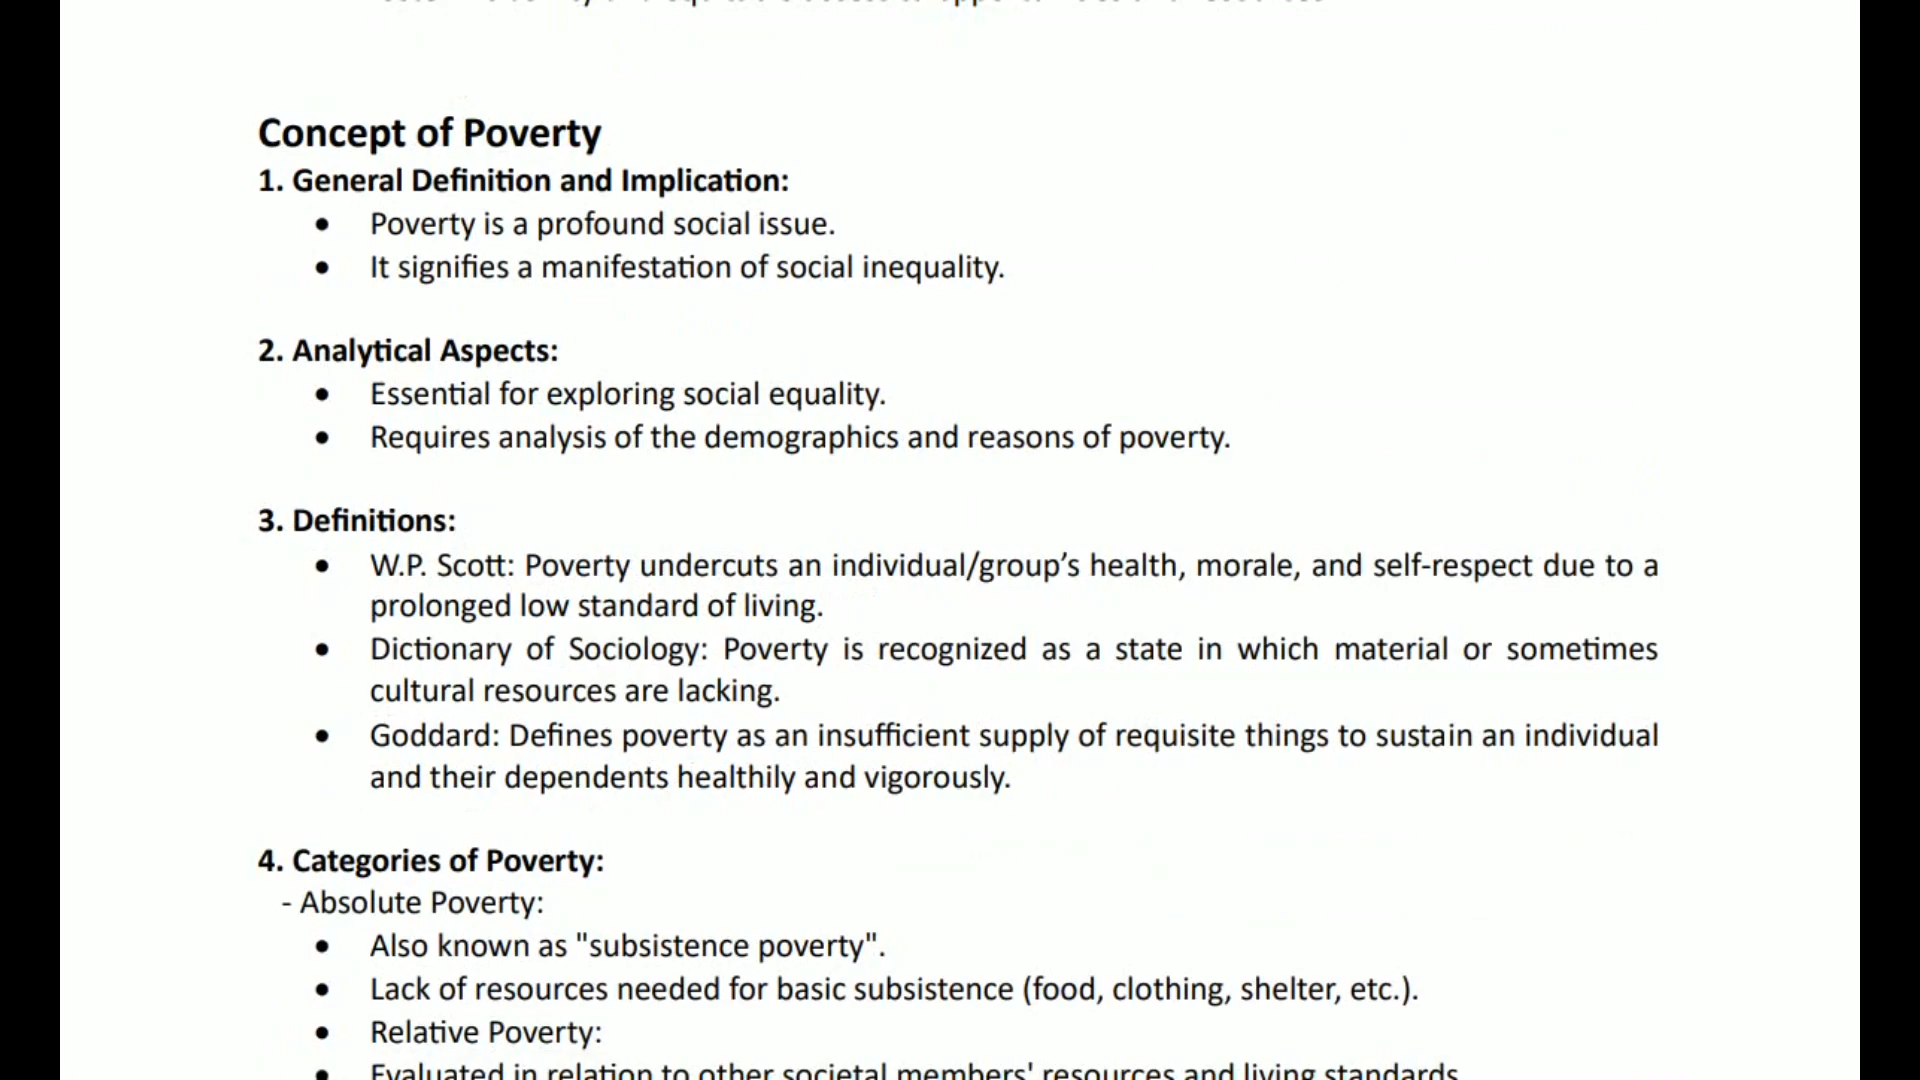 Concept of Poverty
1. General Definition and Implication:
• Poverty is a profound social issue.
• It signifies a manifestation of social inequality.
2. Analytical Aspects:
• Essential for exploring social equality.
• Requires analysis of the demographics and reasons of poverty.
3. Definitions:
• W.P. Scott: Poverty undercuts an individual/group’s health, morale, and self-respect due to a
prolonged low standard of living.
• Dictionary of Sociology: Poverty is recognized as a state in which material or sometimes
cultural resources are lacking.
• Goddard: Defines poverty as an insufficient supply of requisite things to sustain an individual
and their dependents healthily and vigorously.
4. Categories of Poverty:
- Absolute Poverty:
• Also known as "subsistence poverty".
• Lack of resources needed for basic subsistence (food, clothing, shelter, etc.).
• Relative Poverty:
• Evaluated in relation to other societal members' resources and living standards